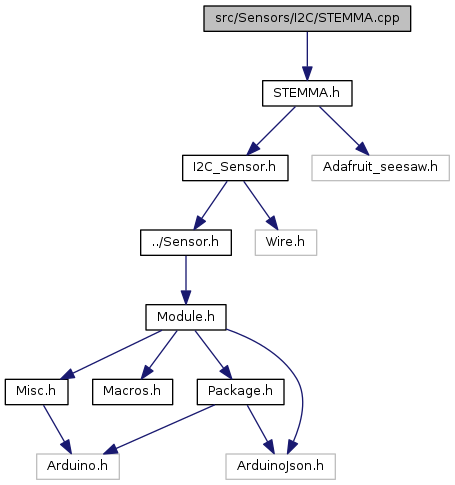 src/Sensors/I2C/STEMMA.cpp
STEMMA.h
I2C_Sensor.h
Adafruit_seesaw.h
../Sensor.h
Wire.h
Module.h
Misc.h
Macros.h
Package.h
Arduino.h
ArduinoJson.h